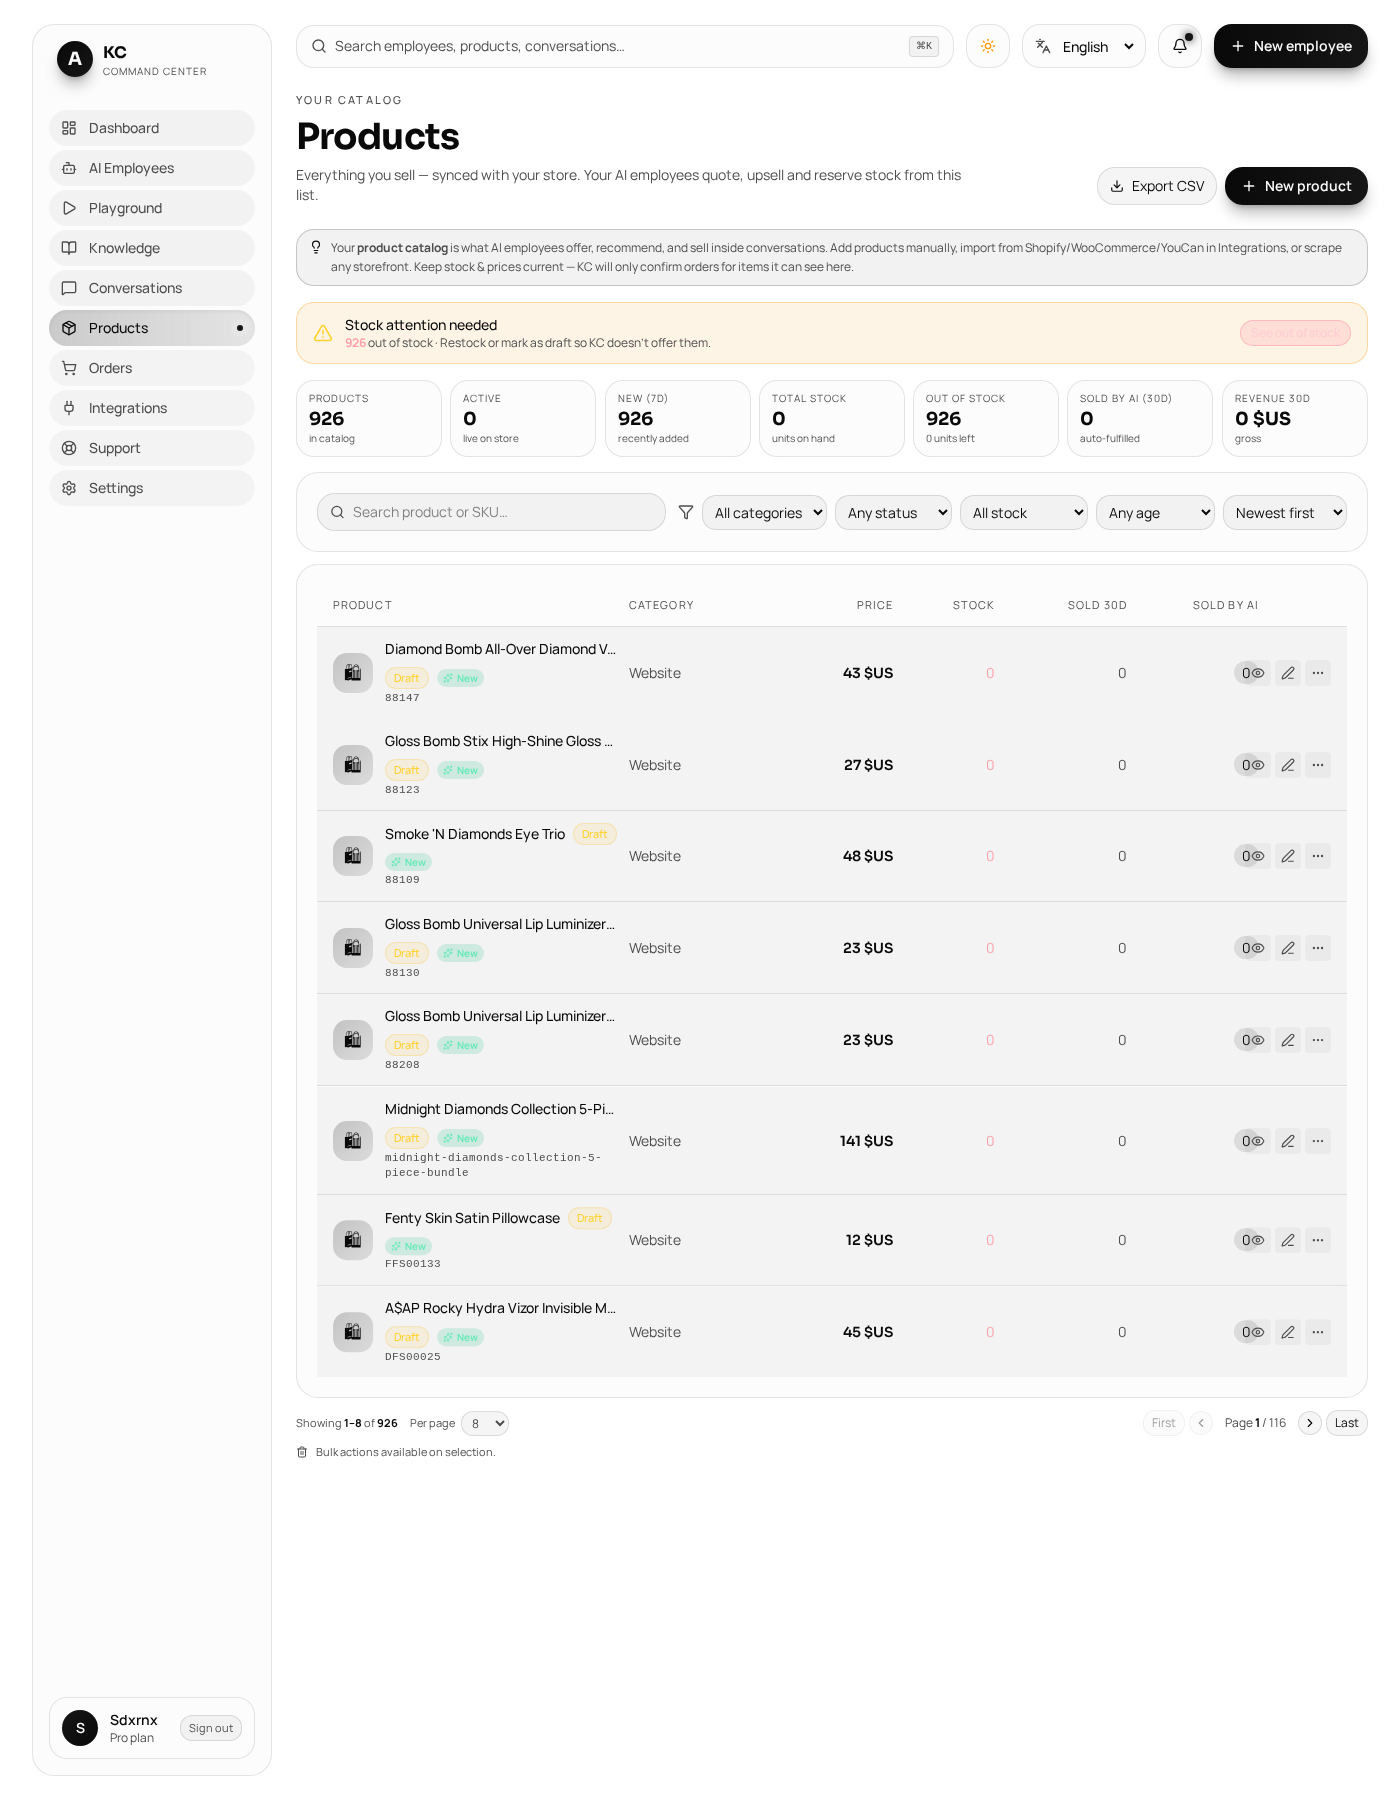 A
KC
COMMAND CENTER
Dashboard
AI Employees
Playground
Knowledge
Conversations
Products
Orders
Integrations
Support
Settings
S
Sdxrnx
Pro plan
Sign out
Search employees, products, conversations...
⌘K
English
New employee
YOUR CATALOG
Products
Everything you sell — synced with your store. Your AI employees quote, upsell and reserve stock from this
list.
Export CSV
New product
Your product catalog is what AI employees offer, recommend, and sell inside conversations. Add products manually, import from Shopify/WooCommerce/YouCan in Integrations, or scrape
any storefront. Keep stock & prices current — KC will only confirm orders for items it can see here.
Stock attention needed
926 out of stock · Restock or mark as draft so KC doesn't offer them.
See out of stock
PRODUCTS
926
in catalog
ACTIVE
0
live on store
NEW (7D)
926
recently added
TOTAL STOCK
0
units on hand
OUT OF STOCK
926
0 units left
SOLD BY AI (30D)
0
auto-fulfilled
REVENUE 30D
0 $US
gross
Search product or SKU...
All categories
Any status
All stock
Any age
Newest first
PRODUCT CATEGORY PRICE STOCK SOLD 30D SOLD BY AI
Diamond Bomb All-Over Diamond V...
Draft New
88147
Website 43 $US 0 0 0
Gloss Bomb Stix High-Shine Gloss ...
Draft New
88123
Website 27 $US 0 0 0
Smoke 'N Diamonds Eye Trio Draft
New
88109
Website 48 $US 0 0 0
Gloss Bomb Universal Lip Luminizer...
Draft New
88130
Website 23 $US 0 0 0
Gloss Bomb Universal Lip Luminizer...
Draft New
88208
Website 23 $US 0 0 0
Midnight Diamonds Collection 5-Pi...
Draft New
midnight-diamonds-collection-5-
piece-bundle
Website 141 $US 0 0 0
Fenty Skin Satin Pillowcase Draft
New
FFS00133
Website 12 $US 0 0 0
A$AP Rocky Hydra Vizor Invisible M...
Draft New
DFS00025
Website 45 $US 0 0 0
Showing 1–8 of 926 Per page 8
First Page 1 / 116 Last
Bulk actions available on selection.